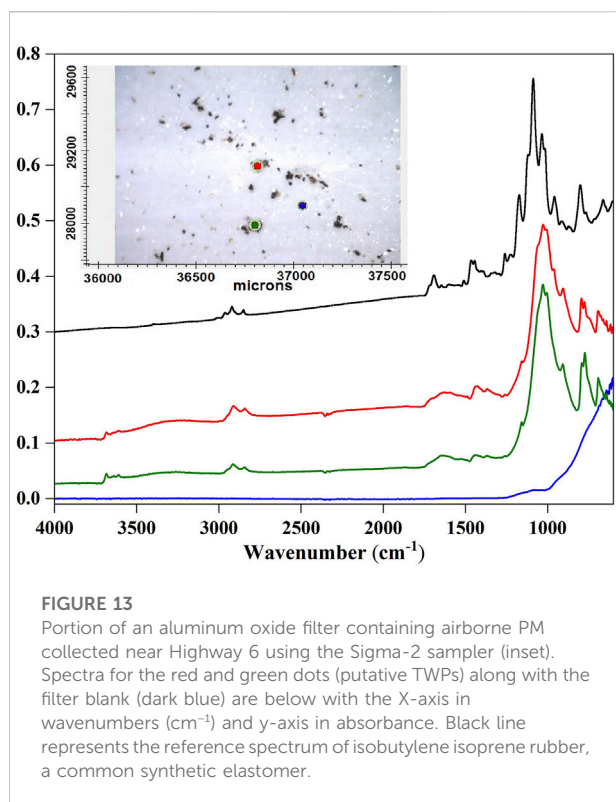 0.8
0.7
0.6
0.5
0.4
0.3
0.2
0.1
0.0
29600
29200
28000
36000 36500 37000 37500
microns
4000 3500 3000 2500 2000 1500 1000
Wavenumber (cm⁻¹)
FIGURE 13
Portion of an aluminum oxide filter containing airborne PM
collected near Highway 6 using the Sigma-2 sampler (inset).
Spectra for the red and green dots (putative TWPs) along with the
filter blank (dark blue) are below with the X-axis in
wavenumbers (cm⁻¹) and y-axis in absorbance. Black line
represents the reference spectrum of isobutylene isoprene rubber,
a common synthetic elastomer.